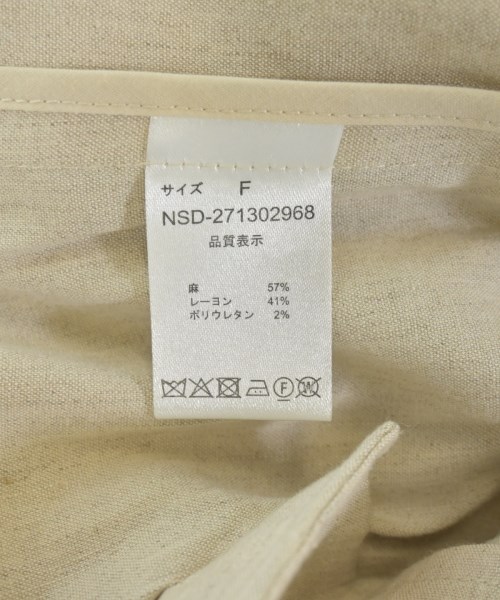 サイズ F
NSD-271302968
品質表示
麻 57%
レーヨン 41%
ポリウレタン 2%
F W